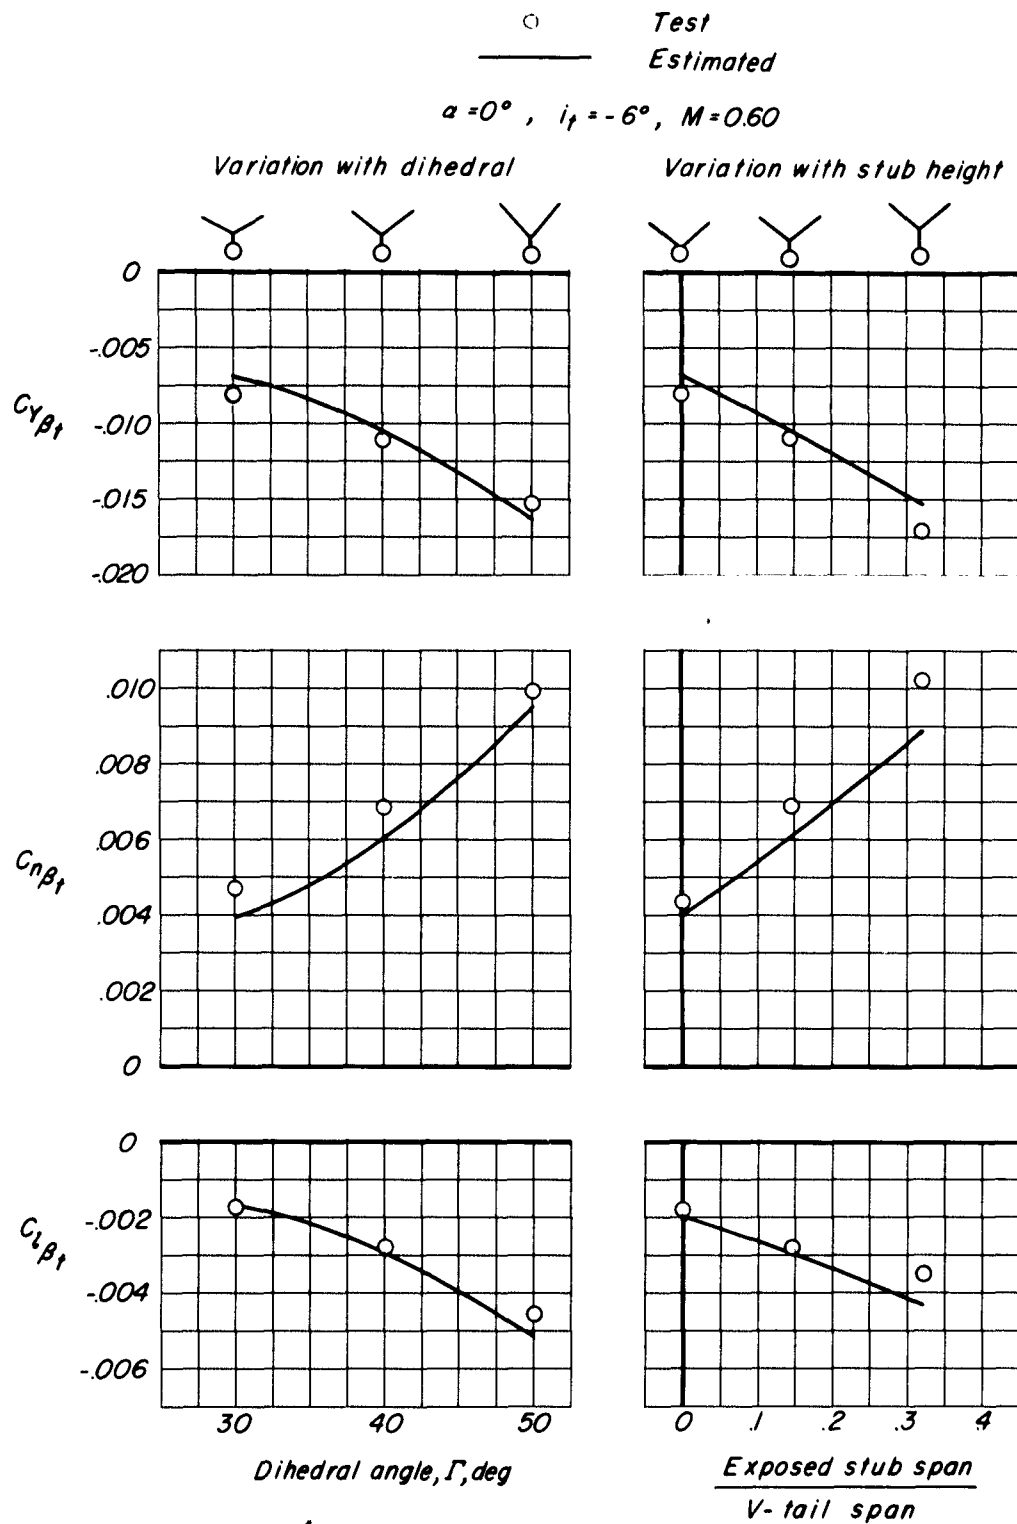 Test
Estimated
α=0°, iₜ=-6°, M=0.60
Variation with dihedral
Variation with stub height
0
-.005
-.010
-.015
-.020
C_Yβₜ
.010
.008
.006
.004
.002
0
C_nβₜ
0
-.002
-.004
-.006
C_lβₜ
30 40 50
0 .1 .2 .3 .4
Dihedral angle, Γ, deg
Exposed stub span
V-tail span